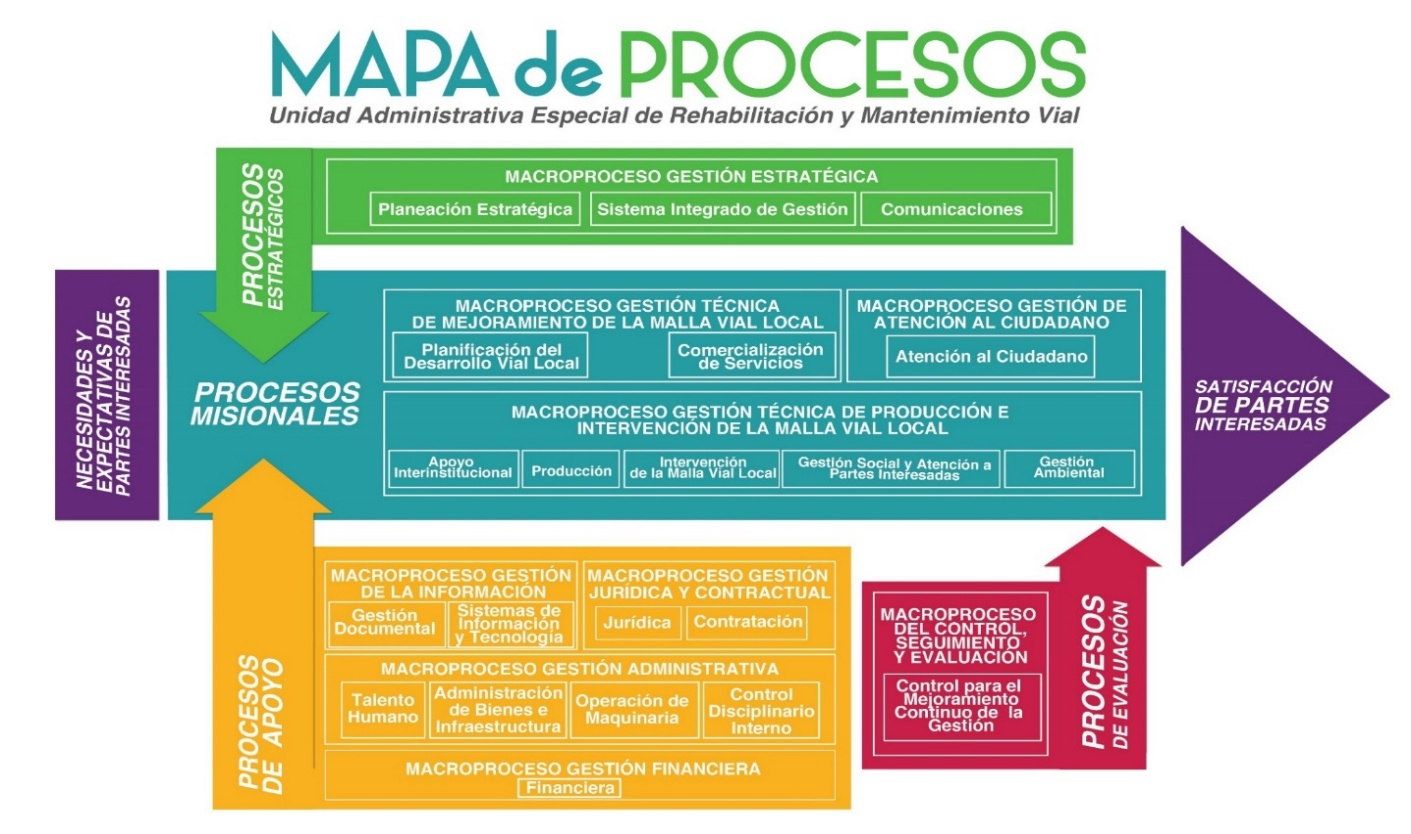 MAPA de PROCESOS
Unidad Administrativa Especial de Rehabilitación y Mantenimiento Vial
PROCESOS
ESTRATÉGICOS
MACROPROCESO GESTIÓN ESTRATÉGICA
Planeación Estratégica
Sistema Integrado de Gestión
Comunicaciones
NECESIDADES Y
EXPECTATIVAS DE
PARTES INTERESADAS
PROCESOS
MISIONALES
MACROPROCESO GESTIÓN TÉCNICA
DE MEJORAMIENTO DE LA MALLA VIAL LOCAL
Planificación del
Desarrollo Vial Local
Comercialización
de Servicios
MACROPROCESO GESTIÓN DE
ATENCIÓN AL CIUDADANO
Atención al Ciudadano
MACROPROCESO GESTIÓN TÉCNICA DE PRODUCCIÓN E
INTERVENCIÓN DE LA MALLA VIAL LOCAL
Apoyo
Interinstitucional
Producción
Intervención
de la Malla Vial Local
Gestión Social y Atención a
Partes Interesadas
Gestión
Ambiental
SATISFACCIÓN
DE PARTES
INTERESADAS
PROCESOS
DE APOYO
MACROPROCESO GESTIÓN
DE LA INFORMACIÓN
Gestión
Documental
Sistemas de
Información
y Tecnología
MACROPROCESO GESTIÓN
JURÍDICA Y CONTRACTUAL
Jurídica
Contratación
MACROPROCESO GESTIÓN ADMINISTRATIVA
Talento
Humano
Administración
de Bienes e
Infraestructura
Operación de
Maquinaria
Control
Disciplinario
Interno
MACROPROCESO GESTIÓN FINANCIERA
Financiera
MACROPROCESO
DEL CONTROL,
SEGUIMIENTO
Y EVALUACIÓN
Control para el
Mejoramiento
Continuo de la
Gestión
PROCESOS
DE EVALUACIÓN